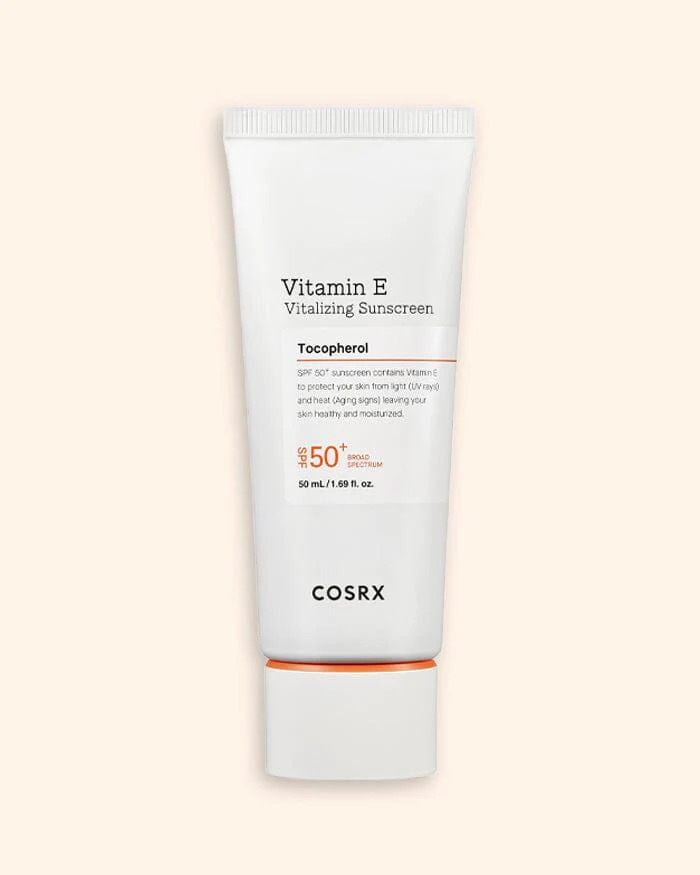 Vitamin E
Vitalizing Sunscreen
Tocopherol
SPF 50+ sunscreen contains Vitamin E
to protect your skin from light (UV rays)
and heat (Aging signs) leaving your
skin healthy and moisturized.
SPF 50+ BROAD
SPECTRUM
50 mL / 1.69 fl. oz.
COSRX